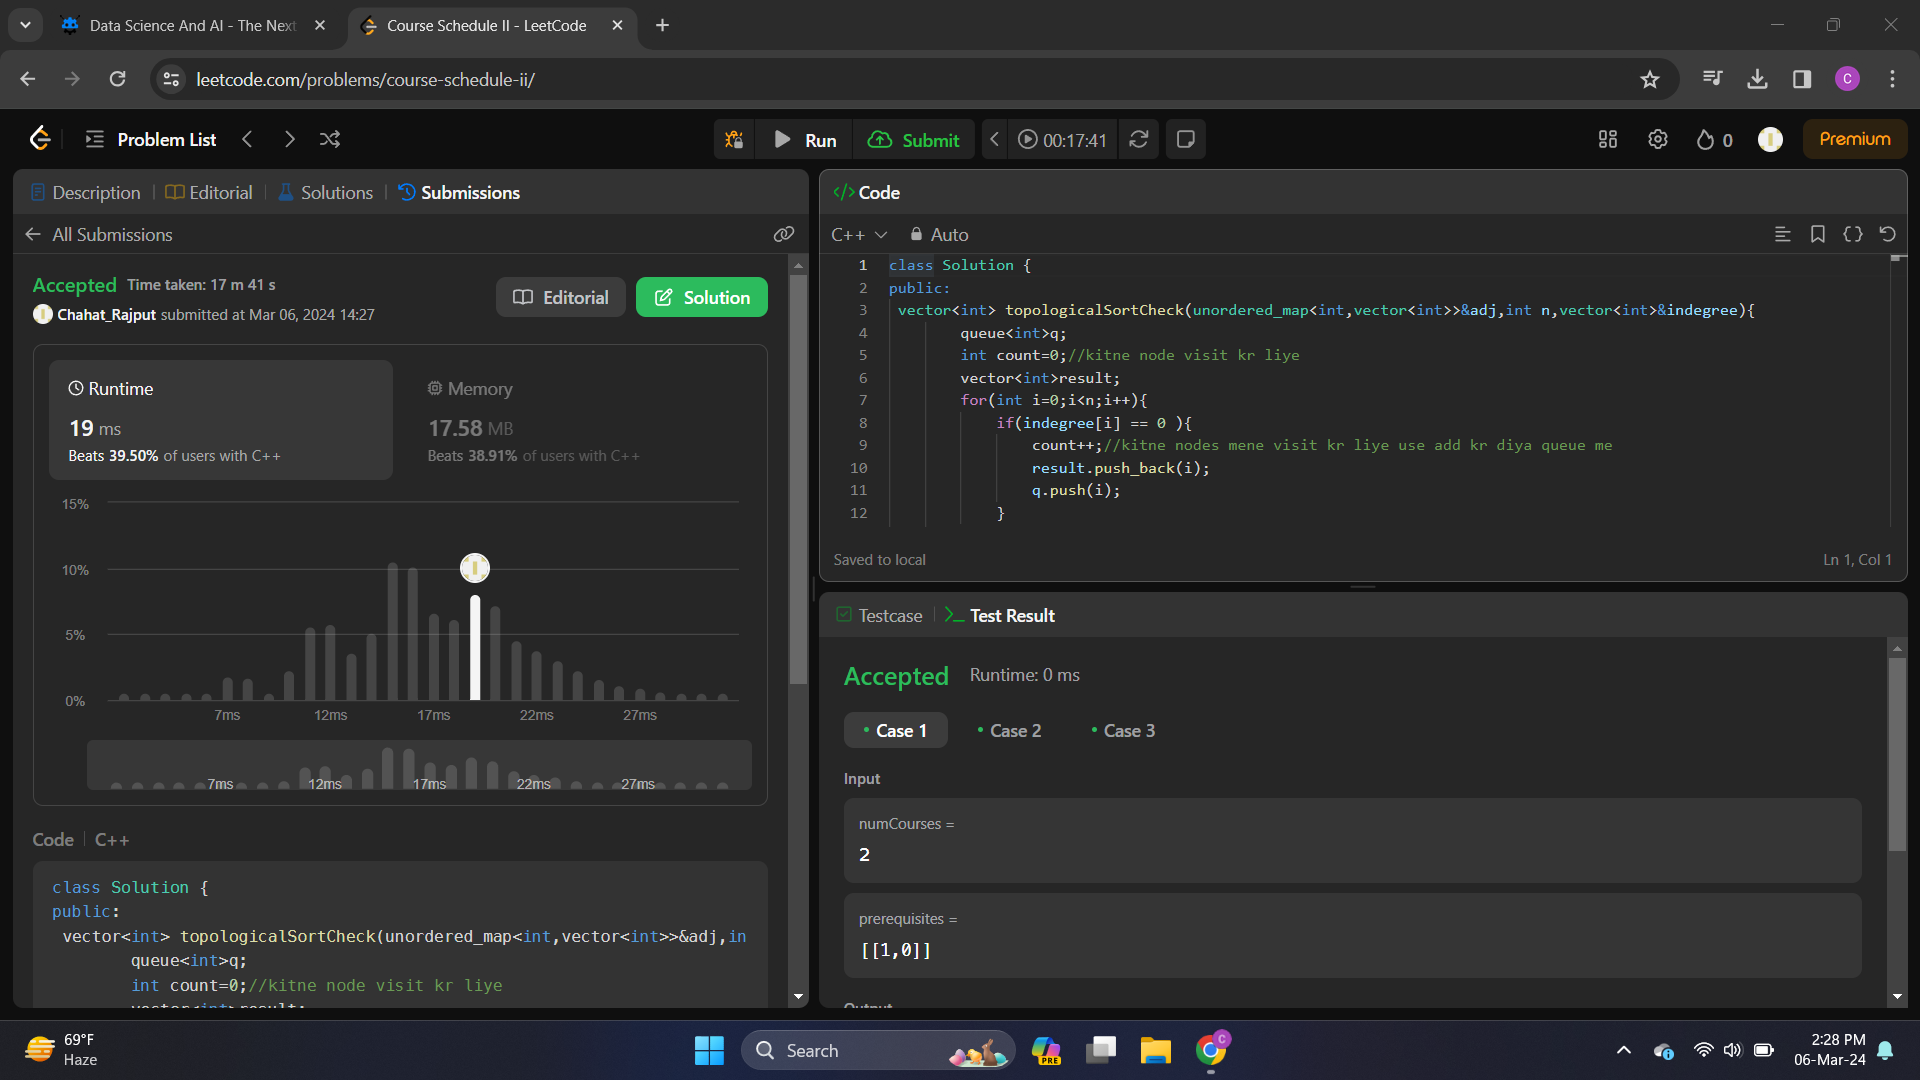 Data Science And AI - The Next
Course Schedule II - LeetCode
leetcode.com/problems/course-schedule-ii/
C
Problem List
Run
Submit
00:17:41
0
Premium
Description
Editorial
Solutions
Submissions
All Submissions
Accepted Time taken: 17 m 41 s
Chahat_Rajput submitted at Mar 06, 2024 14:27
Editorial
Solution
Runtime
19 ms
Beats 39.50% of users with C++
Memory
17.58 MB
Beats 38.91% of users with C++
15%
10%
5%
0%
7ms 12ms 17ms 22ms 27ms
7ms 12ms 17ms 22ms 27ms
Code C++
class Solution {
public:
vector<int> topologicalSortCheck(unordered_map<int,vector<int>>&adj,in
queue<int>q;
int count=0;//kitne node visit kr liye
vector<int>result;
Code
C++ Auto
1 class Solution {
2 public:
3 vector<int> topologicalSortCheck(unordered_map<int,vector<int>>&adj,int n,vector<int>&indegree){
4 queue<int>q;
5 int count=0;//kitne node visit kr liye
6 vector<int>result;
7 for(int i=0;i<n;i++){
8 if(indegree[i] == 0 ){
9 count++;//kitne nodes mene visit kr liye use add kr diya queue me
10 result.push_back(i);
11 q.push(i);
12 }
Saved to local
Ln 1, Col 1
Testcase
>_ Test Result
Accepted Runtime: 0 ms
Case 1
Case 2
Case 3
Input
numCourses =
2
prerequisites =
[[1,0]]
Output
69°F
Haze
Search
PRE
C
2:28 PM
06-Mar-24